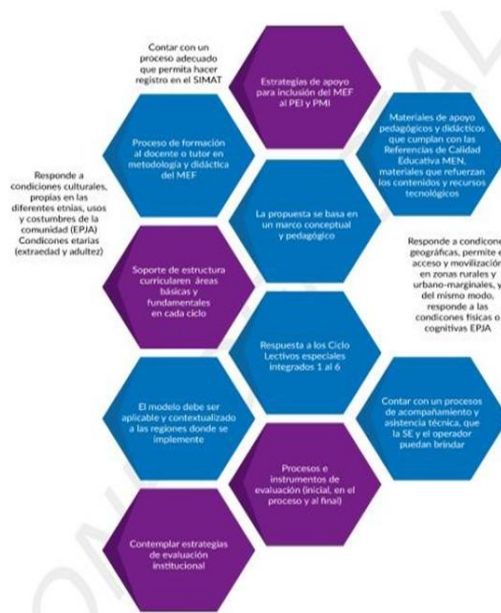 Contar con un
proceso adecuado
que permita hacer
registro en el SIMAT
Estrategias de apoyo
para inclusión del MEF
al PEI y PMI
Proceso de formación
al docente o tutor en
metodología y didáctica
del MEF
Materiales de apoyo
pedagógicos y didácticos
que cumplan con las
Referencias de Calidad
Educativa MEN,
materiales que refuerzan
los contenidos y recursos
tecnológicos
Responde a
condiciones culturales,
propias en las
diferentes etnias, usos
y costumbres de la
comunidad (EPJA)
Condicones etarias
(extraedad y adultez)
La propuesta se basa
en un marco conceptual
y pedagógico
Soporte de estructura
curricularen áreas
básicas y
fundamentales
en cada ciclo
Responde a condicione
geográficas, permite e
acceso y movilización
en zonas rurales y
urbano-marginales, y
del mismo modo,
responde a las
condicones físicas o
cognitivas EPJA
Respuesta a los Ciclo
Lectivos especiales
integrados 1 al 6
El modelo debe ser
aplicable y contextualizado
a las regiones donde se
implemente
Contar con un procesos
de acompañamiento y
asistencia técnica, que
la SE y el operador
puedan brindar
Procesos e
instrumentos de
evaluación (inicial, en el
proceso y al final)
Contemplar estrategias
de evaluación
institucional